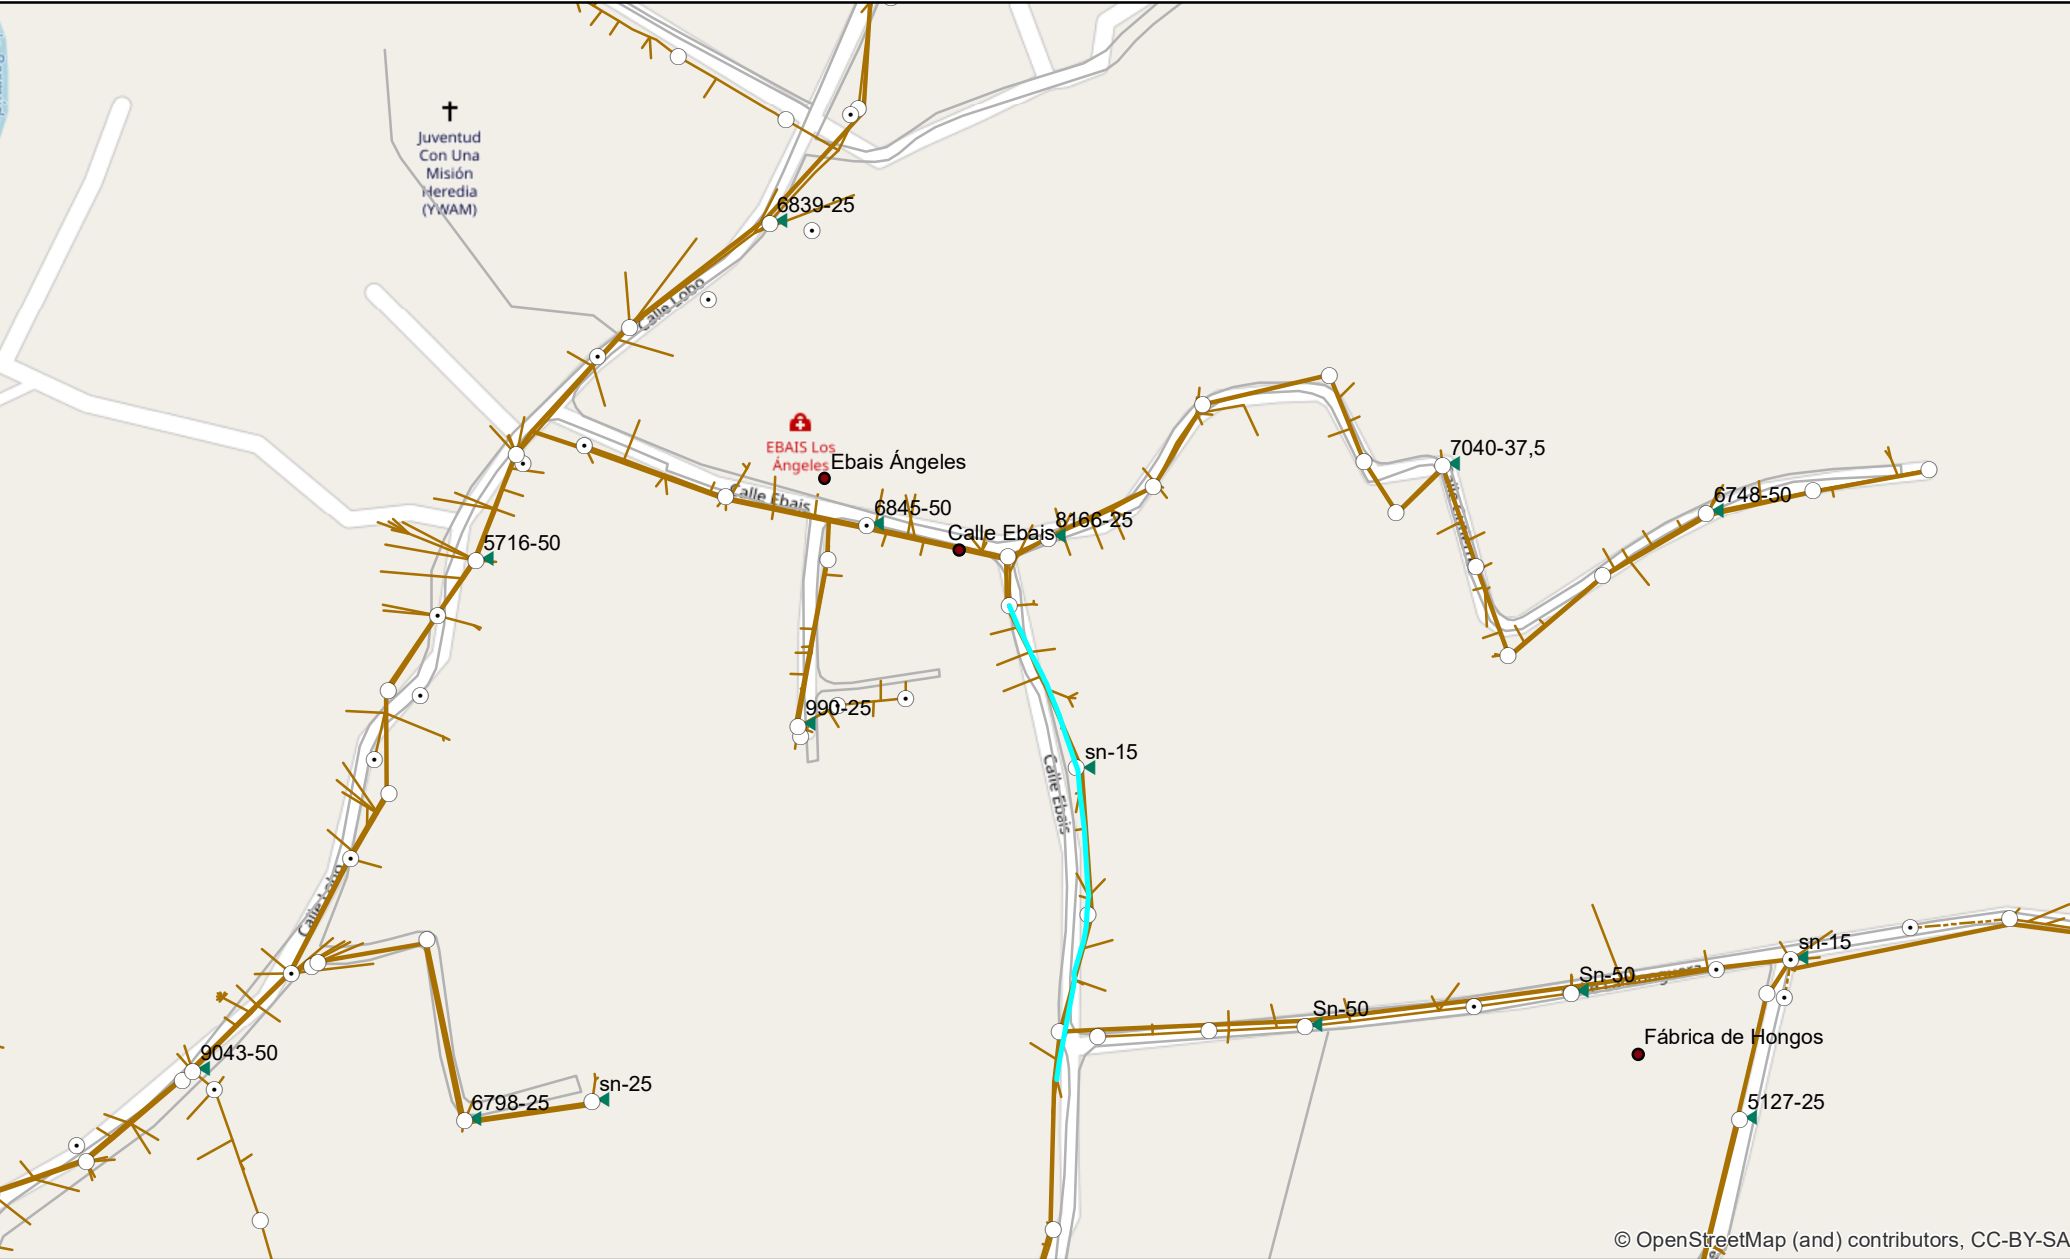 Juventud
Con Una
Misión
Heredia
(YWAM)
6839-25
Calle Lobo
EBAIS Los
Ángeles
Ebais Ángeles
7040-37,5
Calle Ebais
6845-50
Calle Ebais
8166-25
6748-50
5716-50
990-25
sn-15
Calle Ebais
Calle Lobo
sn-15
Sn-50
Sn-50
Fábrica de Hongos
9043-50
sn-25
6798-25
5127-25
© OpenStreetMap (and) contributors, CC-BY-SA